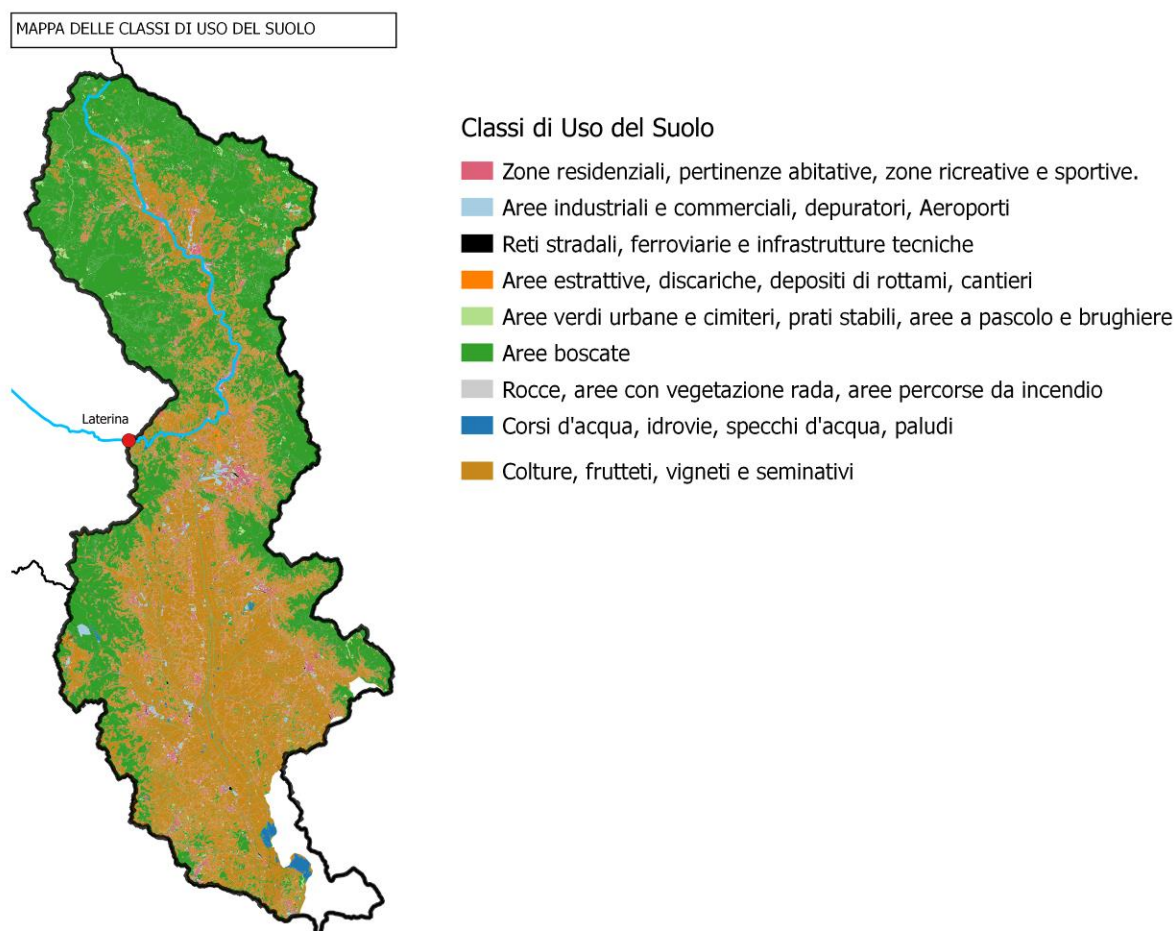 MAPPA DELLE CLASSI DI USO DEL SUOLO
Classi di Uso del Suolo
Zone residenziali, pertinenze abitative, zone ricreative e sportive.
Aree industriali e commerciali, depuratori, Aeroporti
Reti stradali, ferroviarie e infrastrutture tecniche
Aree estrattive, discariche, depositi di rottami, cantieri
Aree verdi urbane e cimiteri, prati stabili, aree a pascolo e brughiere
Aree boscate
Rocce, aree con vegetazione rada, aree percorse da incendio
Corsi d'acqua, idrovie, specchi d'acqua, paludi
Colture, frutteti, vigneti e seminativi
Laterina